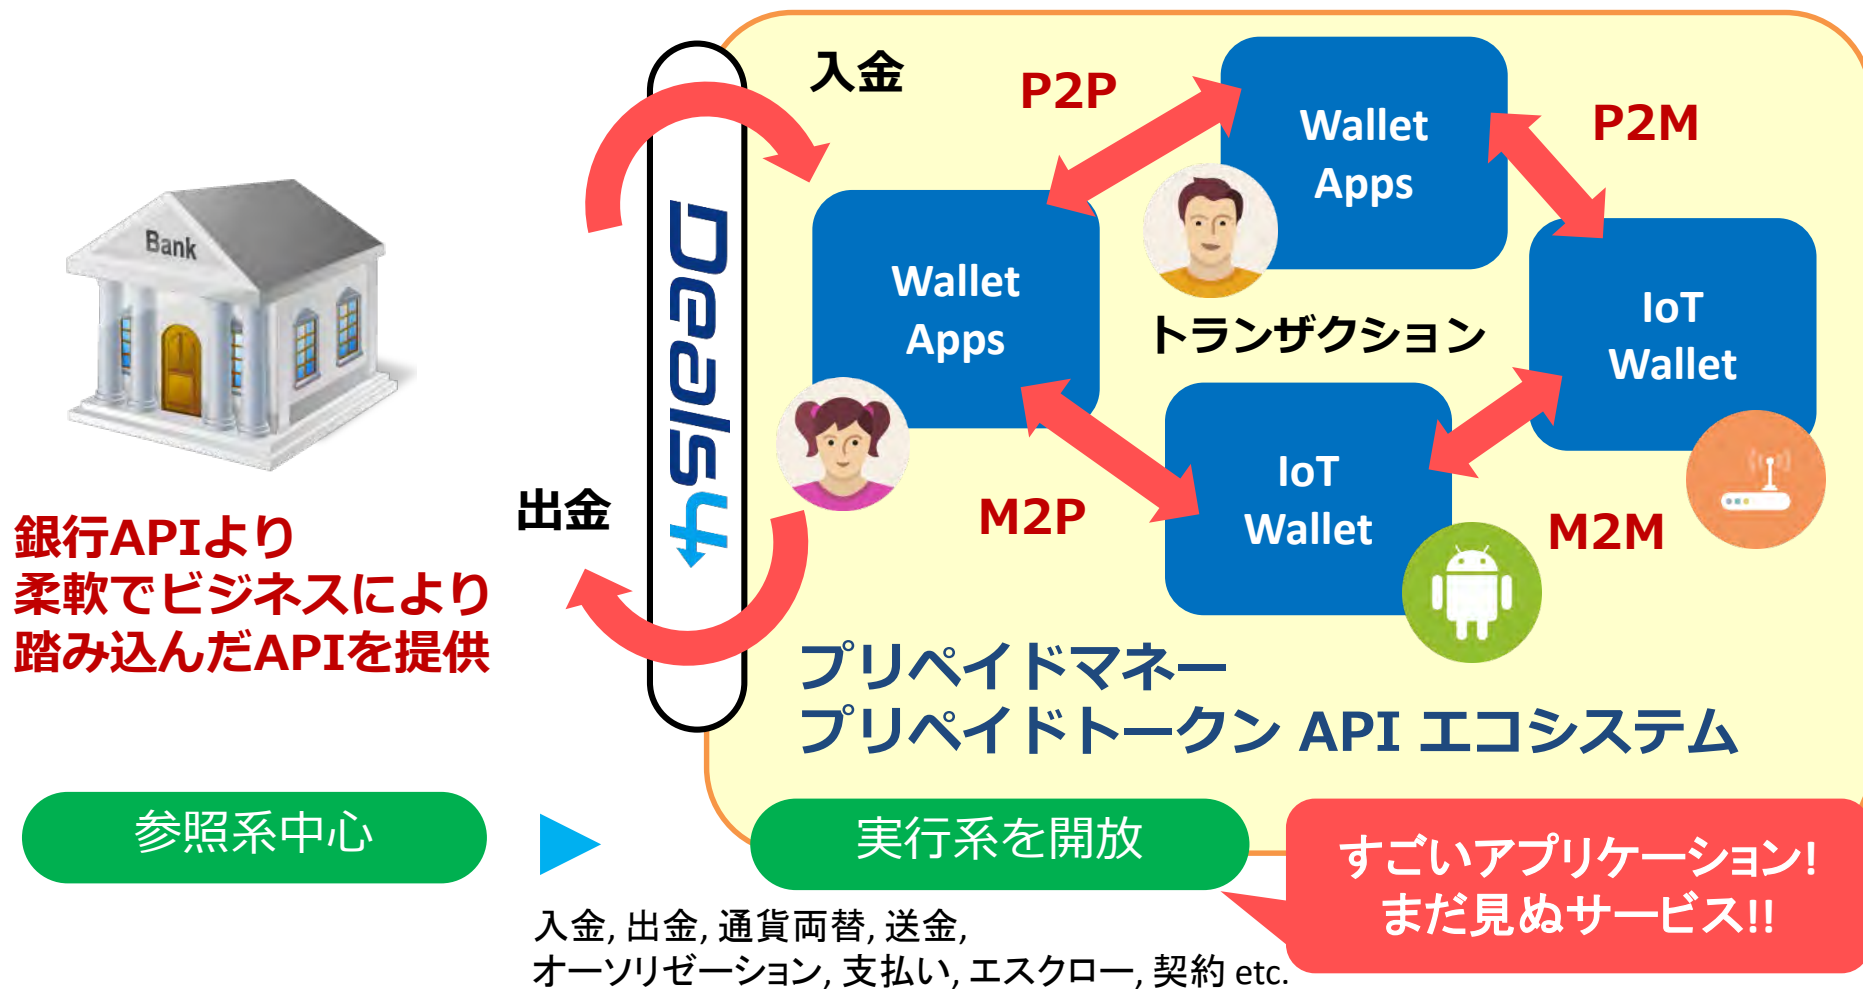 入金
P2P
Wallet
Apps
P2M
Bank
Deals4
Wallet
Apps
トランザクション
IoT
Wallet
出金
M2P
IoT
Wallet
M2M
銀行APIより
柔軟でビジネスにより
踏み込んだAPIを提供
プリペイドマネー
プリペイドトークン API エコシステム
参照系中心
実行系を開放
すごいアプリケーション!
まだ見ぬサービス!!
入金, 出金, 通貨両替, 送金,
オーソリゼーション, 支払い, エスクロー, 契約 etc.